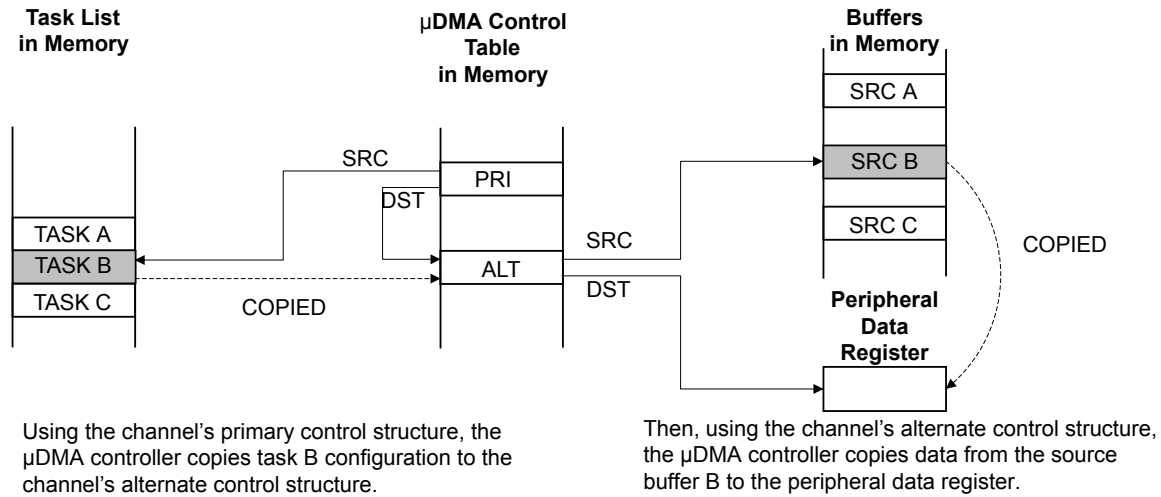 Task List
in Memory
µDMA Control
Table
in Memory
Buffers
in Memory
SRC A
SRC
PRI
SRC B
DST
TASK A
SRC C
SRC
COPIED
TASK B
ALT
DST
TASK C
COPIED
Peripheral
Data
Register
Using the channel's primary control structure, the
µDMA controller copies task B configuration to the
channel's alternate control structure.
Then, using the channel's alternate control structure,
the µDMA controller copies data from the source
buffer B to the peripheral data register.